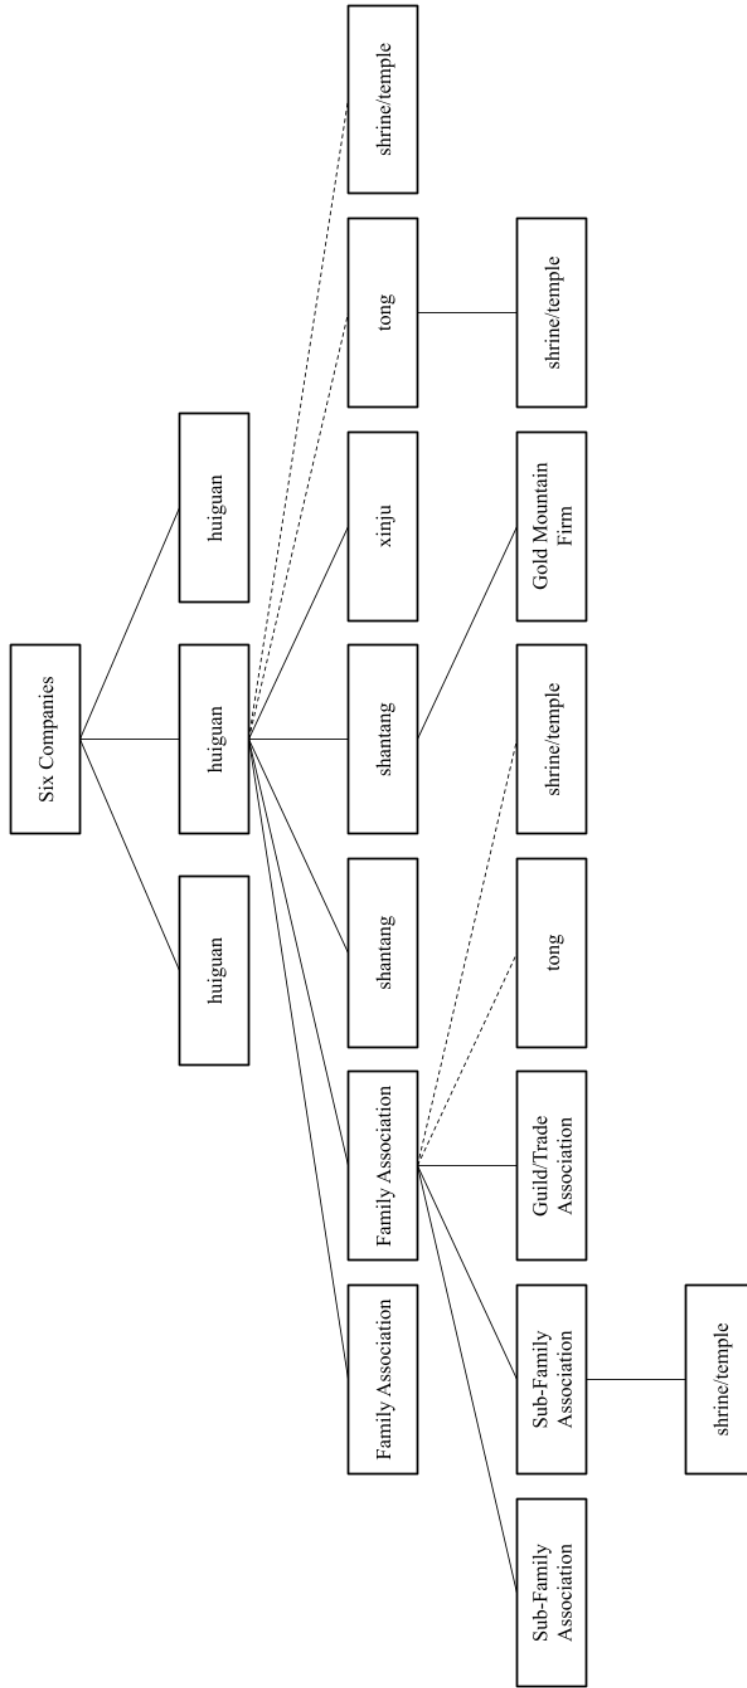 Six Companies
huiguan
huiguan
huiguan
Family Association
Family Association
shantang
shantang
xinju
tong
shrine/temple
Sub-Family
Association
Sub-Family
Association
Guild/Trade
Association
tong
shrine/temple
Gold Mountain
Firm
shrine/temple
shrine/temple